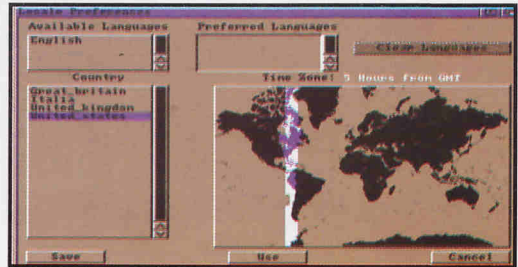 Locale Preferences
Available Languages
English
Preferred Languages
Clear Languages
Country
Great_britain
Italia
United_kingdom
United_states
Time Zone: 5 Hours from GMT
Save
Use
Cancel